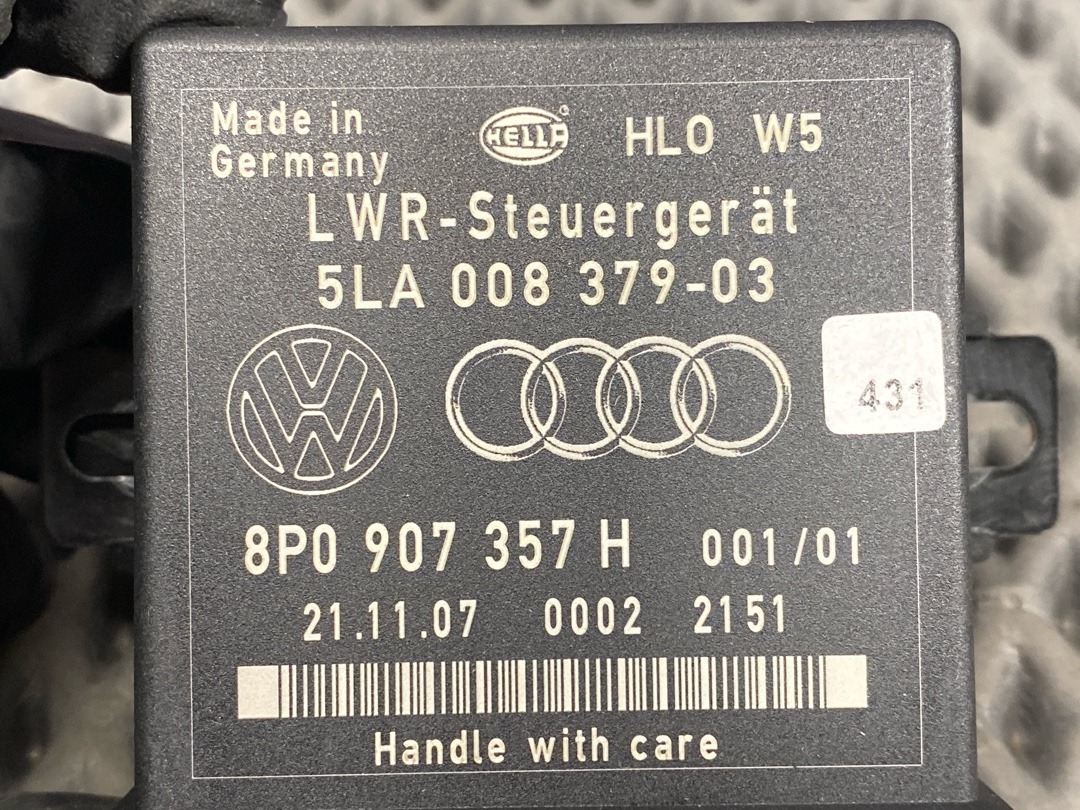 Made in
Germany
HELLA
HLO W5
LWR-Steuergerät
5LA 008 379-03
431
8P0 907 357 H 001/01
21.11.07 0002 2151
Handle with care